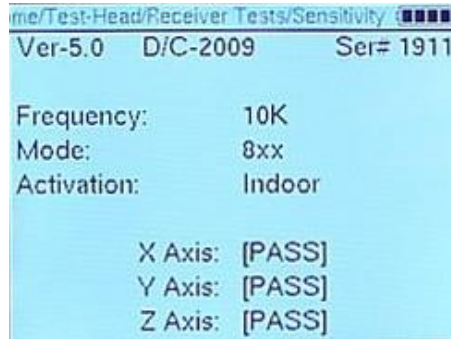 me/Test-Head/Receiver Tests/Sensitivity
Ver-5.0 D/C-2009 Ser# 1911
Frequency: 10K
Mode: 8xx
Activation: Indoor
X Axis: [PASS]
Y Axis: [PASS]
Z Axis: [PASS]